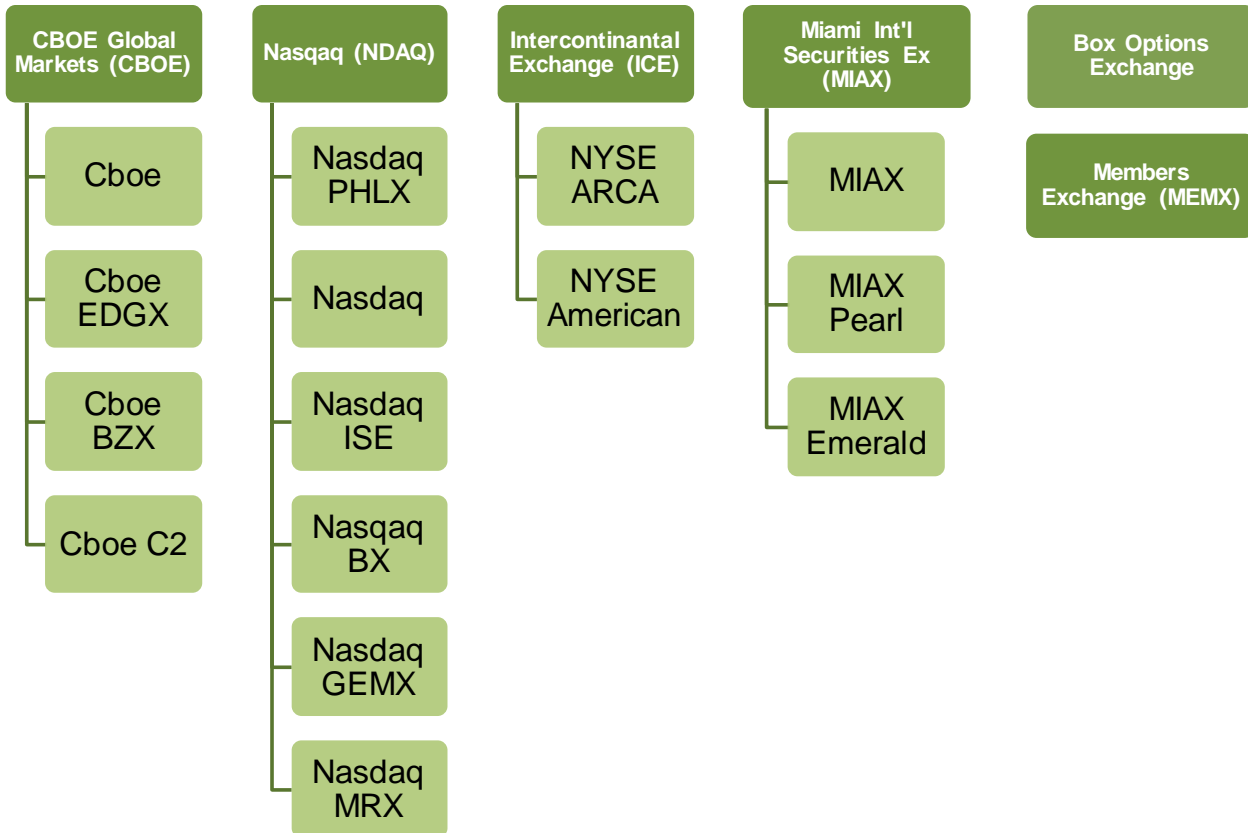 CBOE Global
Markets (CBOE)
Cboe
Cboe
EDGX
Cboe
BZX
Cboe C2
Nasqaq (NDAQ)
Nasdaq
PHLX
Nasdaq
Nasdaq
ISE
Nasqaq
BX
Nasdaq
GEMX
Nasdaq
MRX
Intercontinantal
Exchange (ICE)
NYSE
ARCA
NYSE
American
Miami Int'l
Securities Ex
(MIAX)
MIAX
MIAX
Pearl
MIAX
Emerald
Box Options
Exchange
Members
Exchange (MEMX)